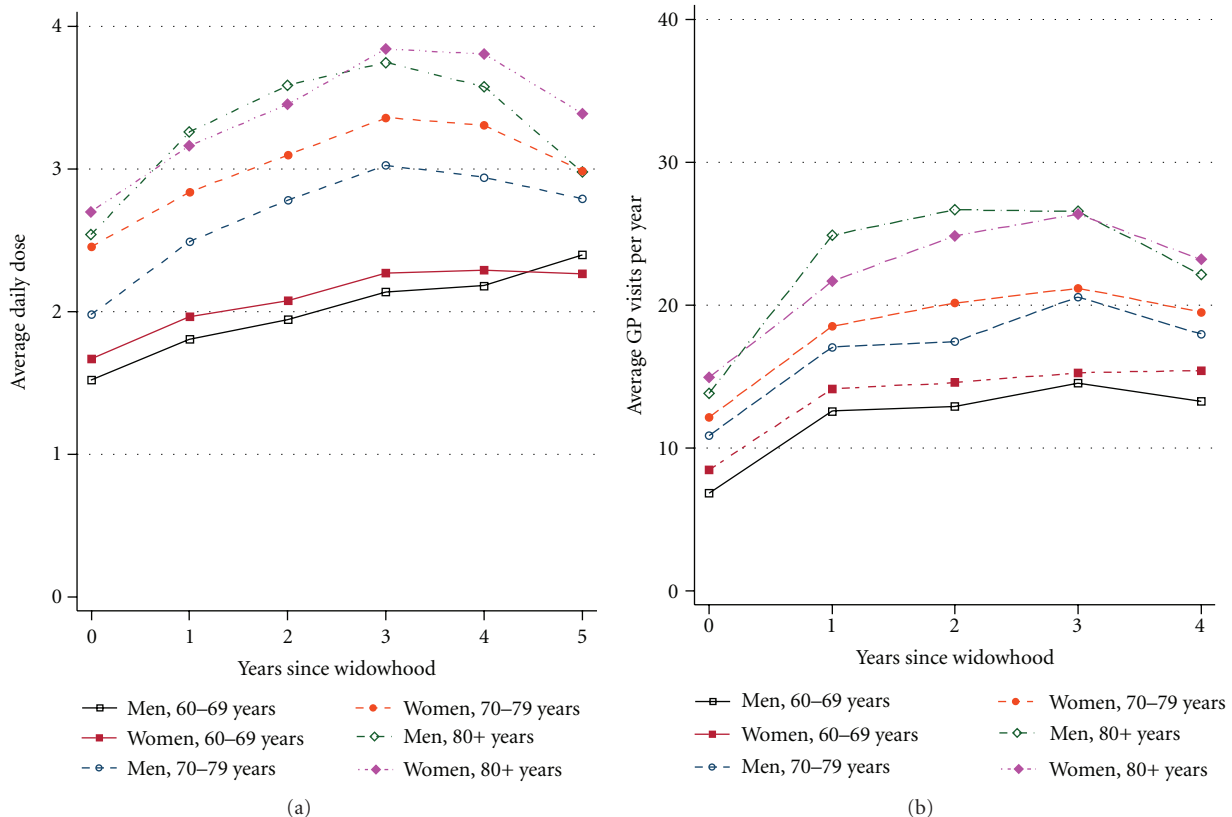 4
3
2
1
0
Average daily dose
0 1 2 3 4 5
Years since widowhood
Men, 60–69 years
Women, 60–69 years
Men, 70–79 years
Women, 70–79 years
Men, 80+ years
Women, 80+ years
(a)
40
30
20
10
0
Average GP visits per year
0 1 2 3 4
Years since widowhood
Men, 60–69 years
Women, 60–69 years
Men, 70–79 years
Women, 70–79 years
Men, 80+ years
Women, 80+ years
(b)